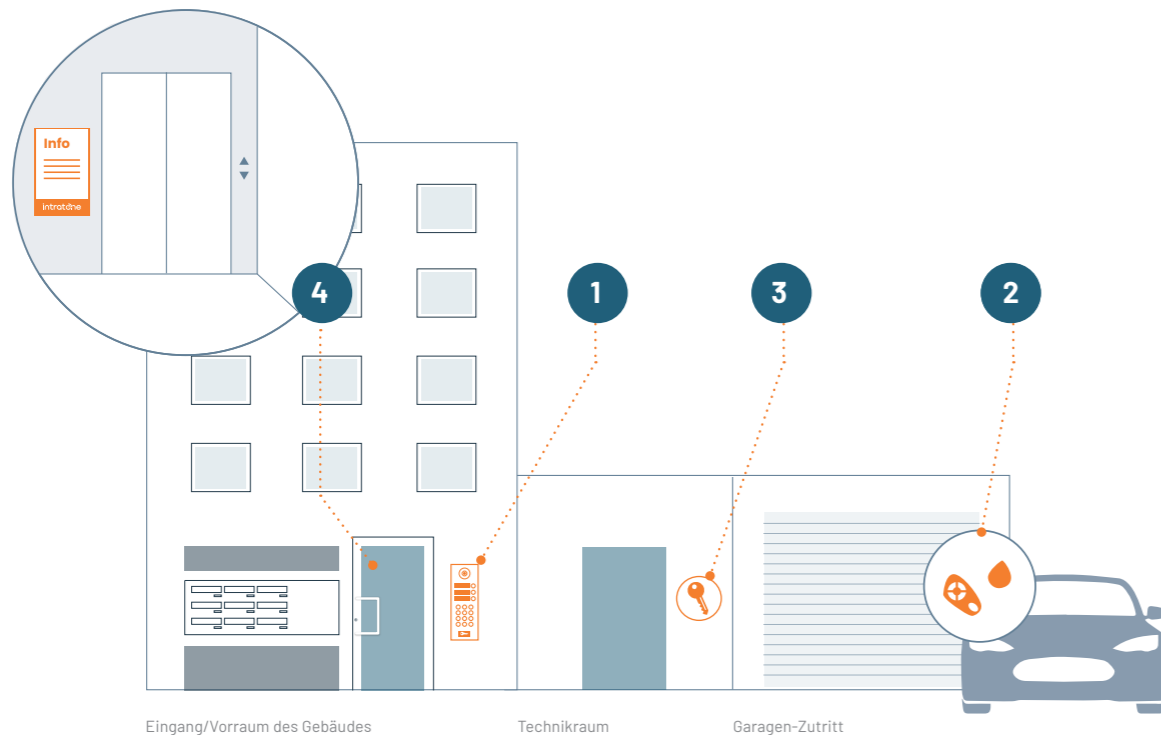 Info
intratone
4
1
3
2
Eingang/Vorraum des Gebäudes
Technikraum
Garagen-Zutritt